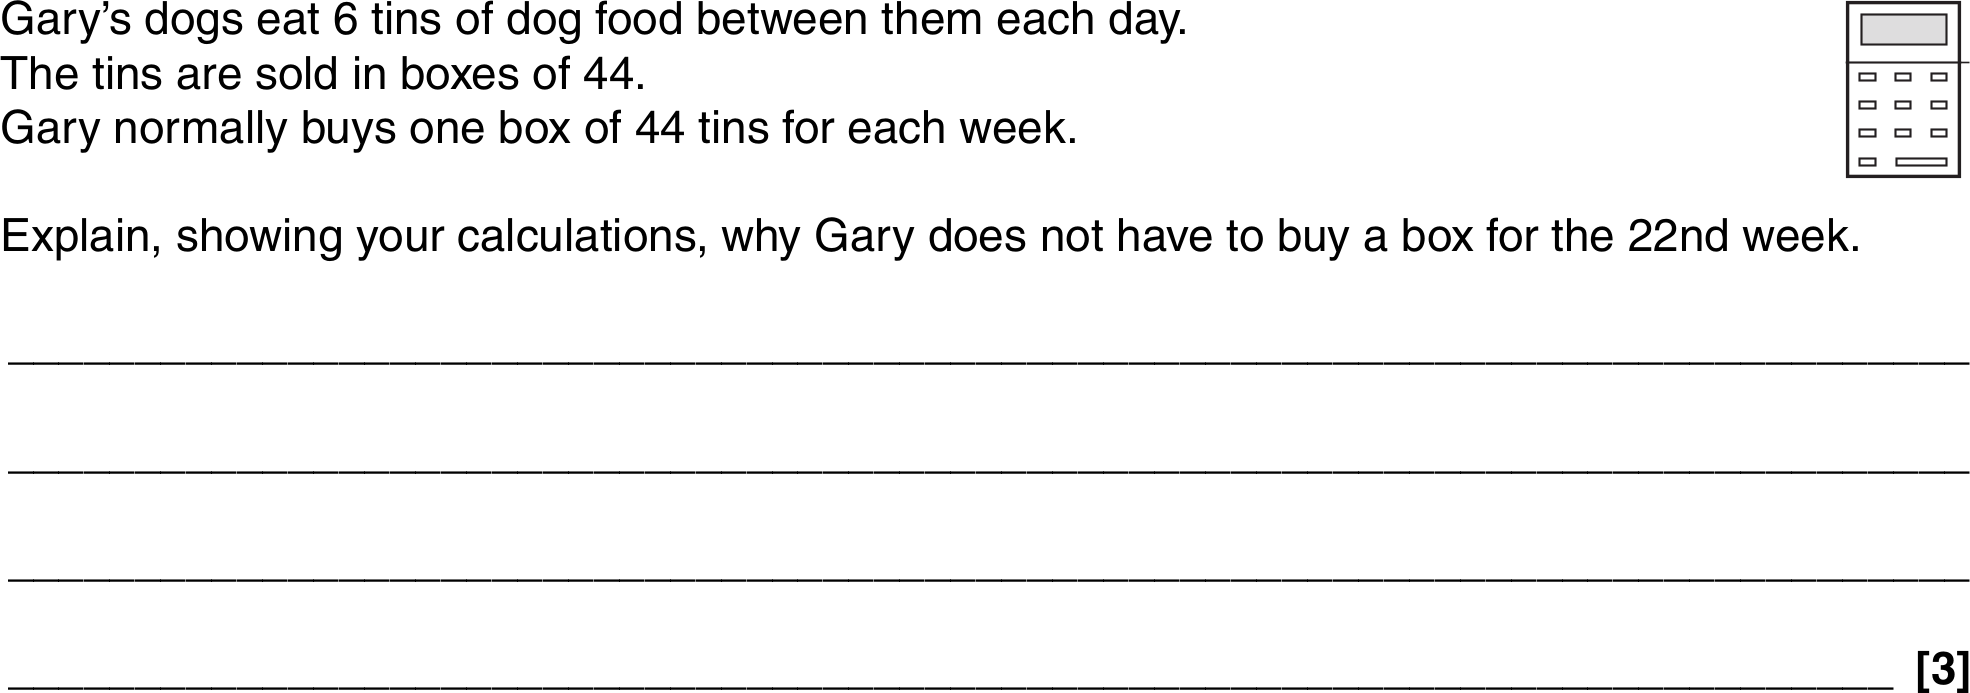 Gary’s dogs eat 6 tins of dog food between them each day.
The tins are sold in boxes of 44.
Gary normally buys one box of 44 tins for each week.
Explain, showing your calculations, why Gary does not have to buy a box for the 22nd week.
[3]